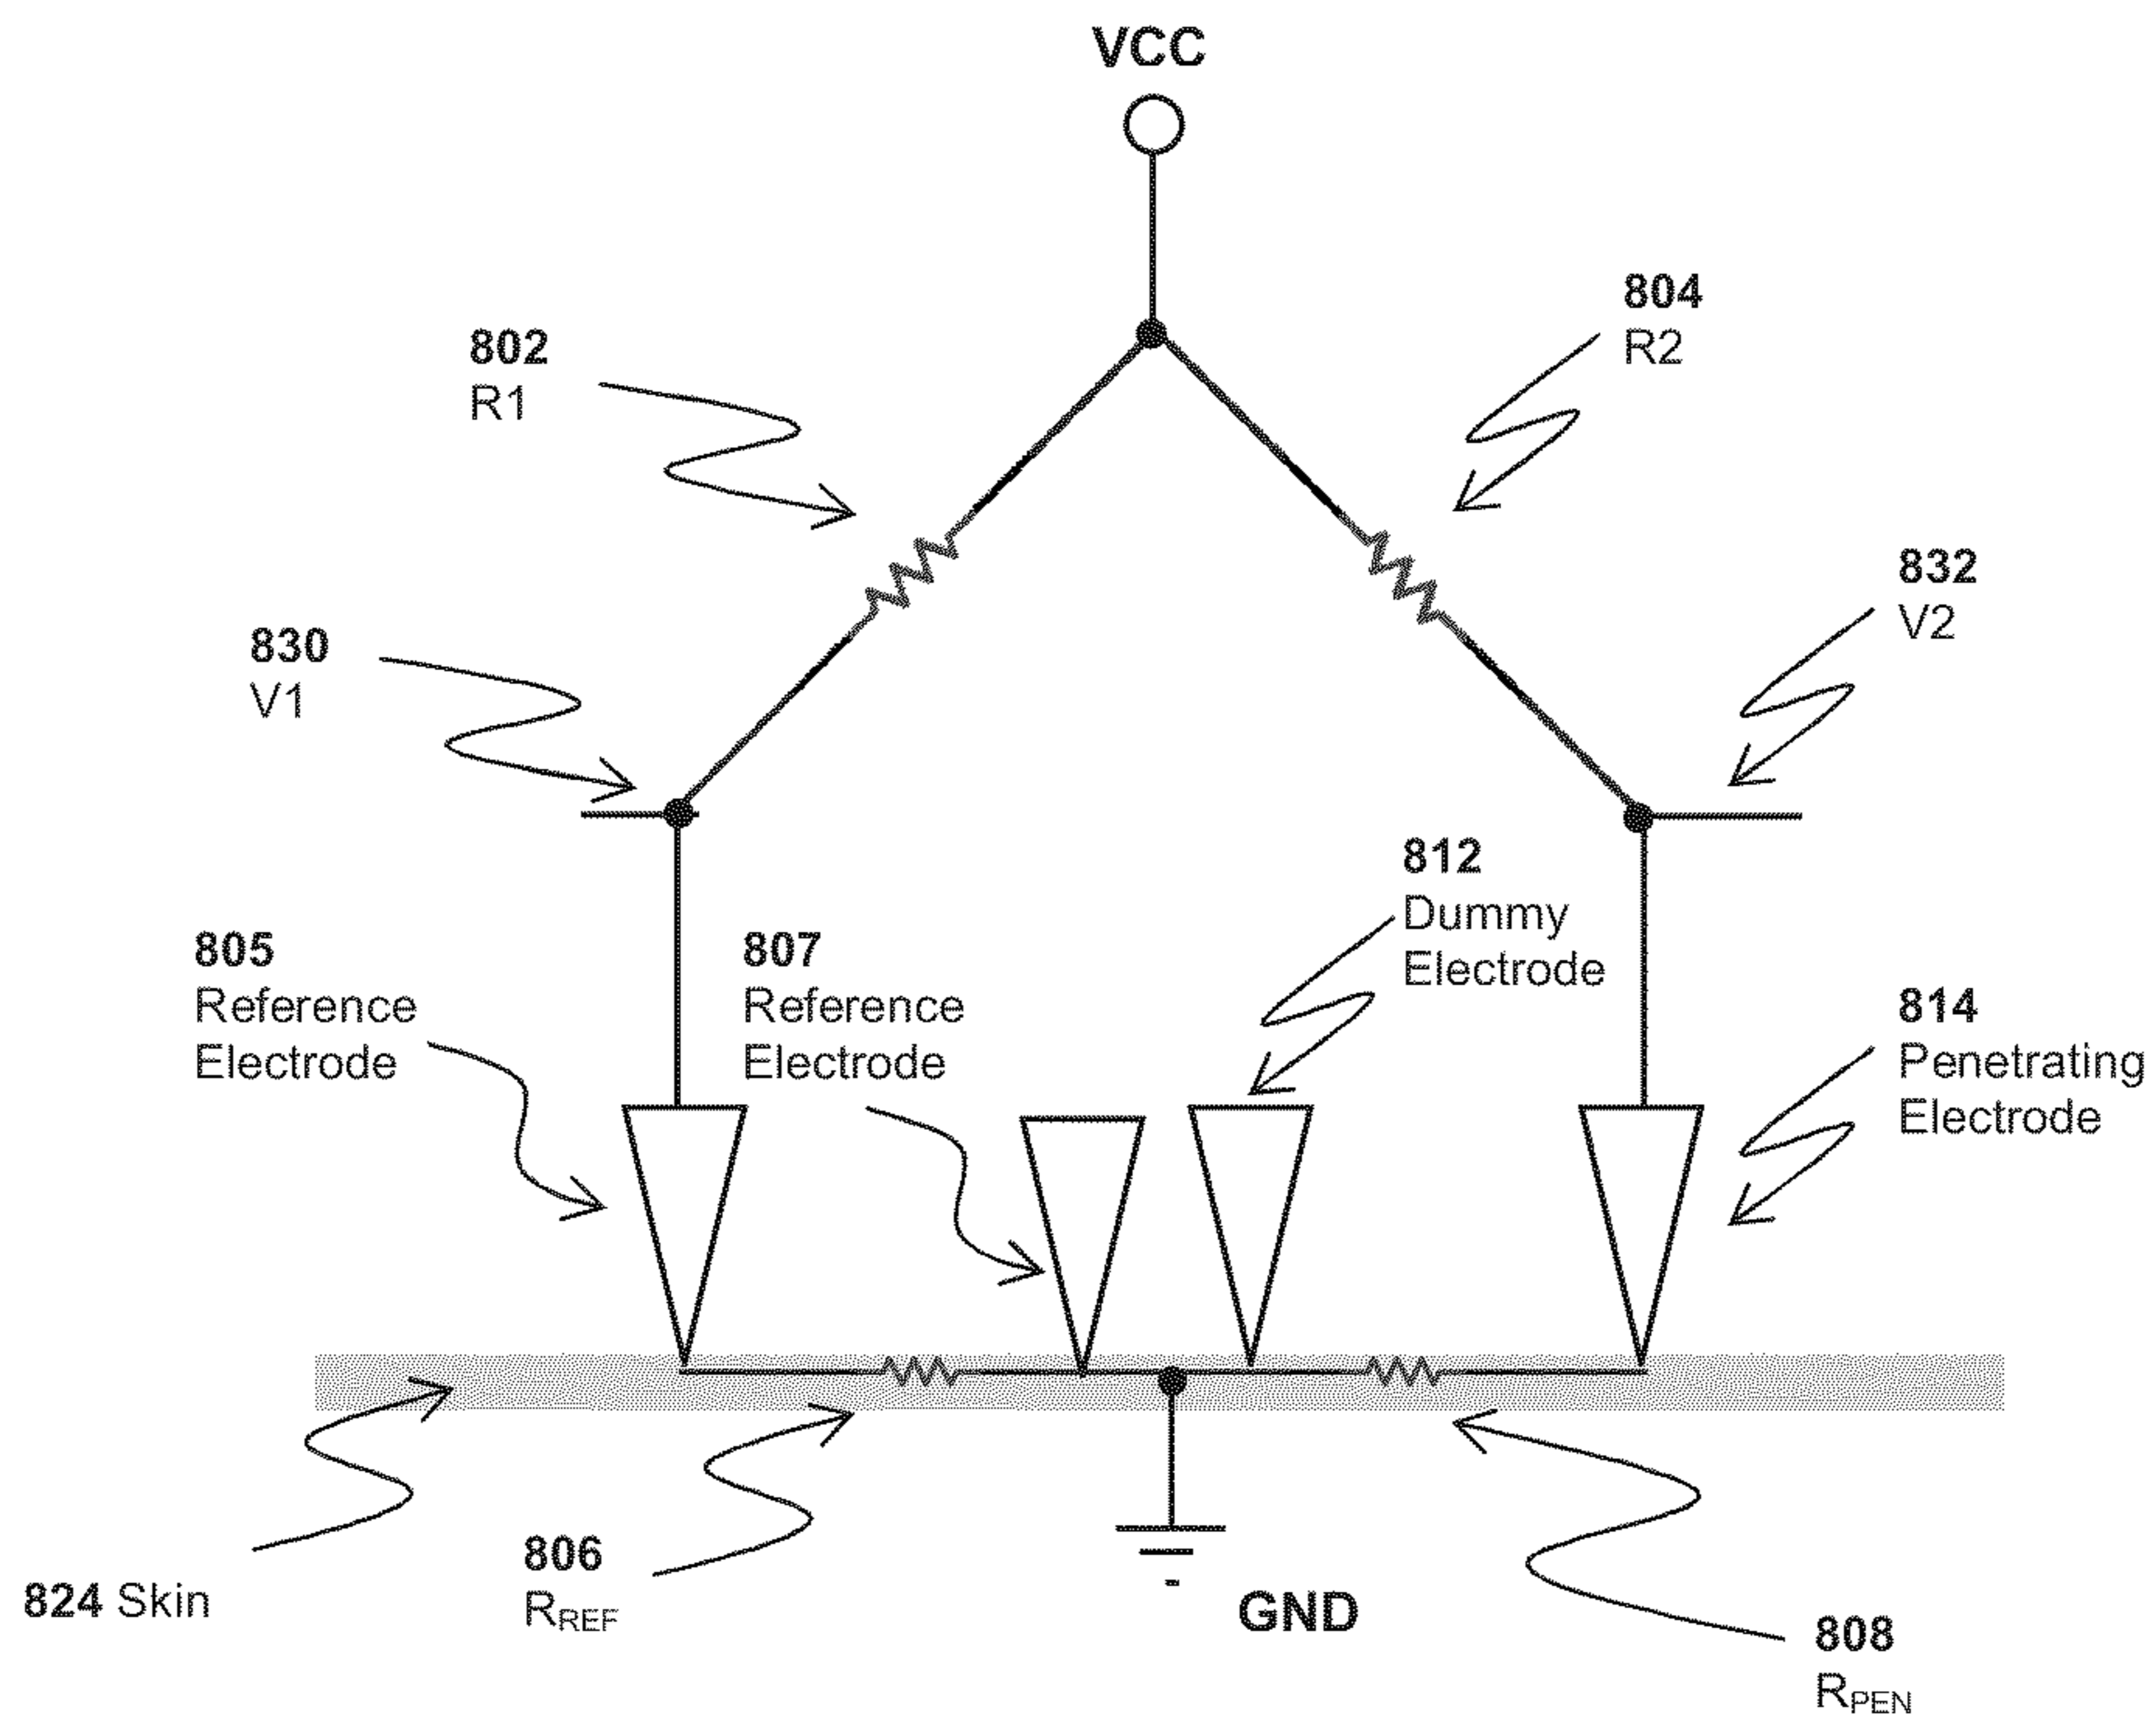 VCC
804
R2
802
R1
832
V2
830
V1
812
Dummy
Electrode
805
Reference
Electrode
807
Reference
Electrode
814
Penetrating
Electrode
824 Skin
806
RREF
GND
808
RPEN